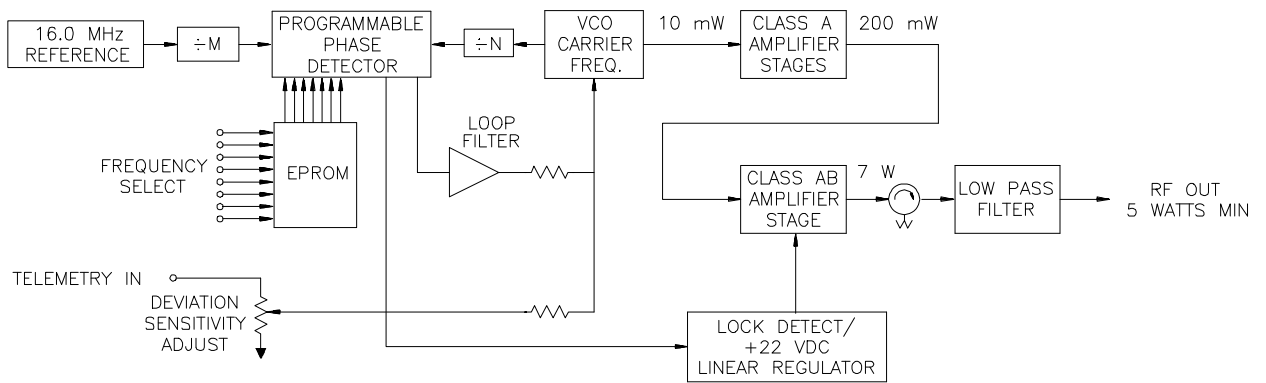 16.0 MHz
REFERENCE
÷M
PROGRAMMABLE
PHASE
DETECTOR
÷N
VCO
CARRIER
FREQ.
10 mW
CLASS A
AMPLIFIER
STAGES
200 mW
FREQUENCY
SELECT
EPROM
LOOP
FILTER
CLASS AB
AMPLIFIER
STAGE
7 W
LOW PASS
FILTER
RF OUT
5 WATTS MIN
TELEMETRY IN
DEVIATION
SENSITIVITY
ADJUST
LOCK DETECT/
+22 VDC
LINEAR REGULATOR